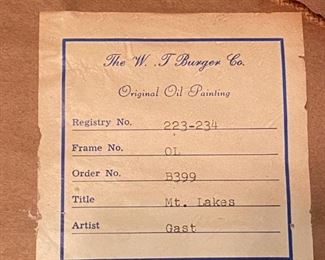 The W. .T Burger Co.
Original Oil Painting
Registry No. 223-234
Frame No. OL
Order No. B399
Title Mt. Lakes
Artist Gast